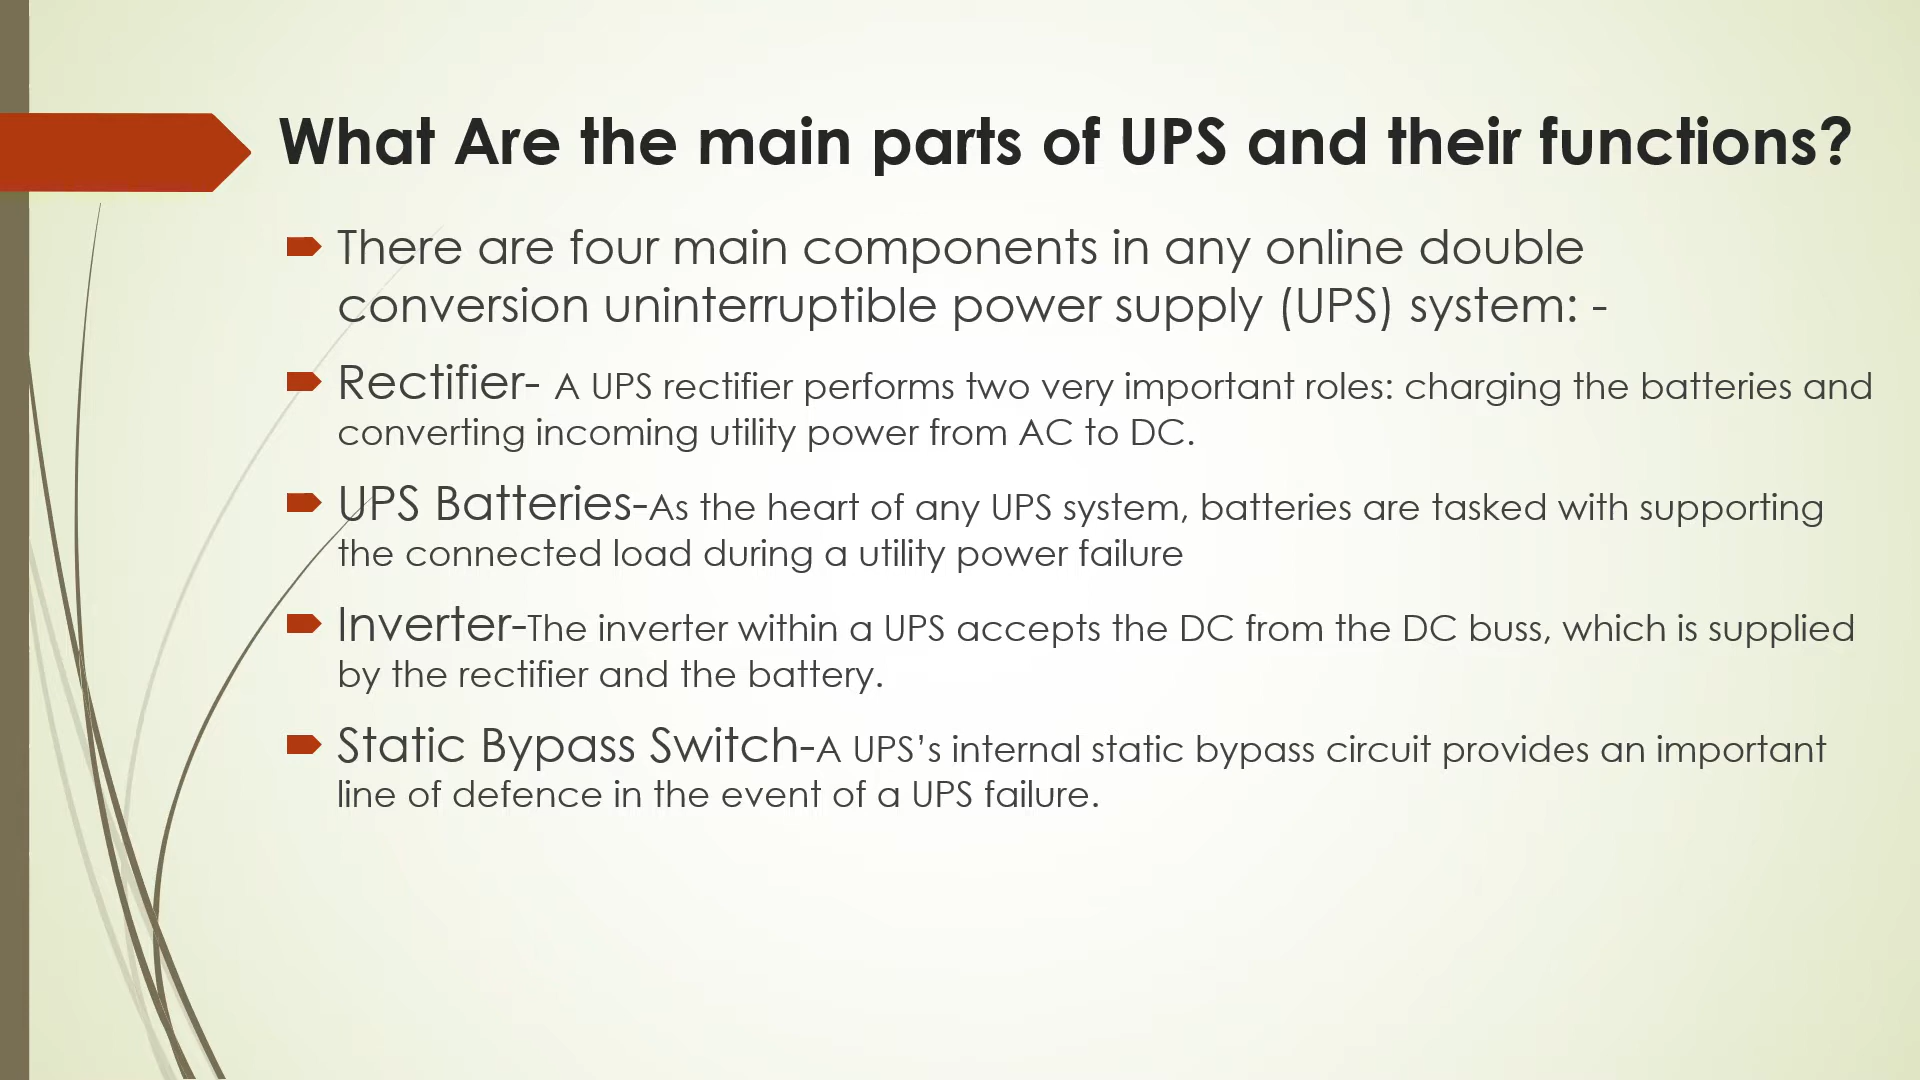 What Are the main parts of UPS and their functions?
There are four main components in any online double
conversion uninterruptible power supply (UPS) system: -
Rectifier- A UPS rectifier performs two very important roles: charging the batteries and
converting incoming utility power from AC to DC.
UPS Batteries-As the heart of any UPS system, batteries are tasked with supporting
the connected load during a utility power failure
Inverter-The inverter within a UPS accepts the DC from the DC buss, which is supplied
by the rectifier and the battery.
Static Bypass Switch-A UPS’s internal static bypass circuit provides an important
line of defence in the event of a UPS failure.